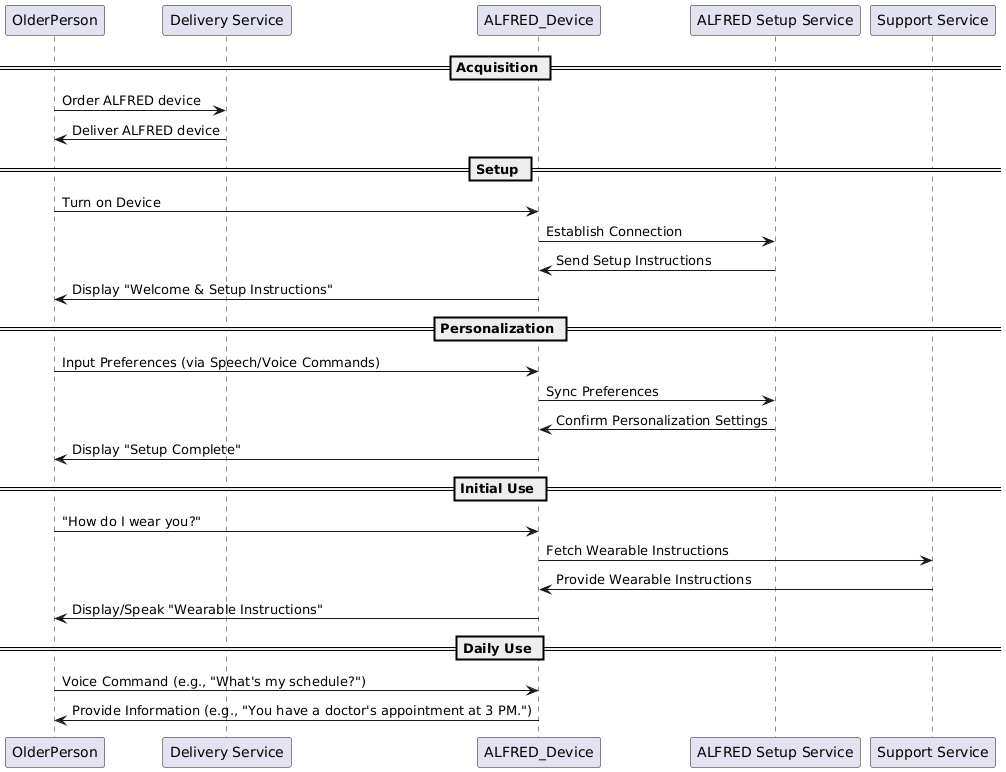 OlderPerson
Delivery Service
ALFRED_Device
ALFRED Setup Service
Support Service
Acquisition
Order ALFRED device
Deliver ALFRED device
Setup
Turn on Device
Establish Connection
Send Setup Instructions
Display "Welcome & Setup Instructions"
Personalization
Input Preferences (via Speech/Voice Commands)
Sync Preferences
Confirm Personalization Settings
Display "Setup Complete"
Initial Use
"How do I wear you?"
Fetch Wearable Instructions
Provide Wearable Instructions
Display/Speak "Wearable Instructions"
Daily Use
Voice Command (e.g., "What's my schedule?")
Provide Information (e.g., "You have a doctor's appointment at 3 PM.")
OlderPerson
Delivery Service
ALFRED_Device
ALFRED Setup Service
Support Service